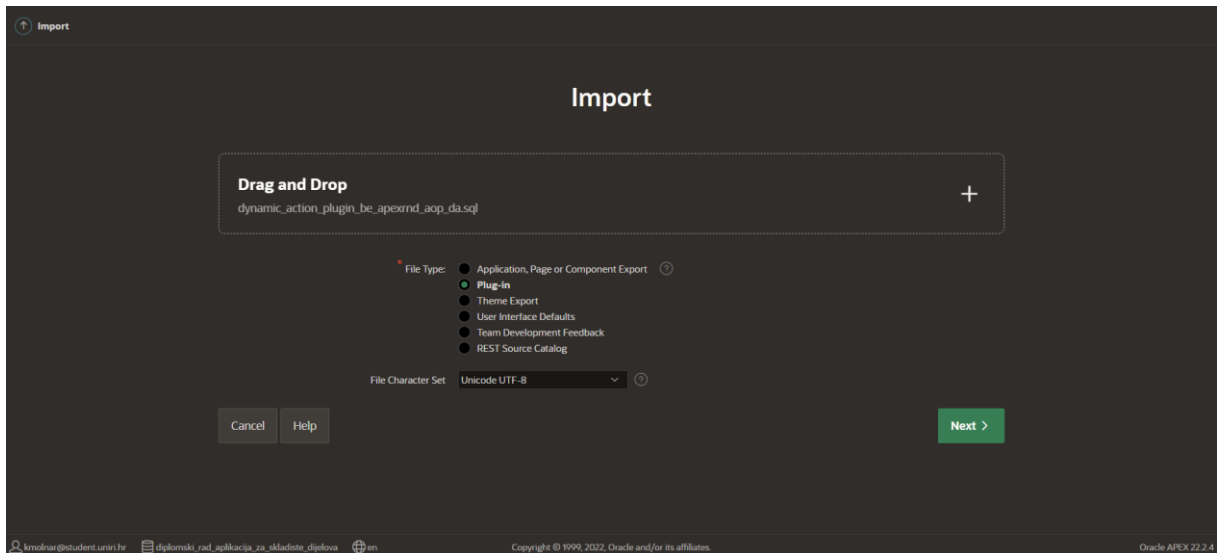 Import
Import
Drag and Drop
dynamic_action_plugin_be_apexrnd_aop_da.sql
* File Type: Application, Page or Component Export ?
Plug-in
Theme Export
User Interface Defaults
Team Development Feedback
REST Source Catalog
File Character Set Unicode UTF-8 ?
Cancel Help Next >
kmolnar@student.uniri.hr diplomski_rad_aplikacija_za_skladiste_dijelova en Copyright © 1999, 2022, Oracle and/or its affiliates. Oracle APEX 22.2.4